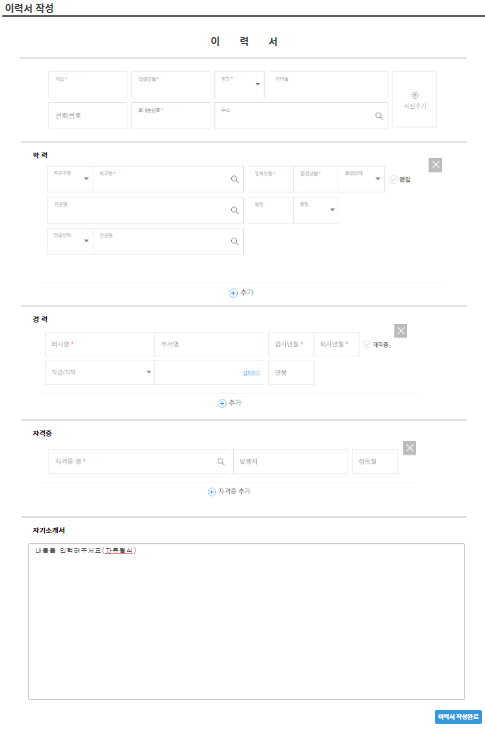 이력서 작성
이 력 서
이름 *
생년월일 *
성별 *
이메일
사진추가
전화번호
휴대폰번호 *
주소
학 력
학교구분
학교명 *
입학년월 *
졸업년월 *
졸업상태
편입
전공명
학점
총점
전공선택
전공명
추가
경 력
회사명 *
부서명
입사년월 *
퇴사년월 *
재직중
직급/직책
연봉
추가
자격증
자격증 명 *
발행처
취득월
자격증 추가
자기소개서
내용을 입력해주세요(자료형식)
이력서 작성완료